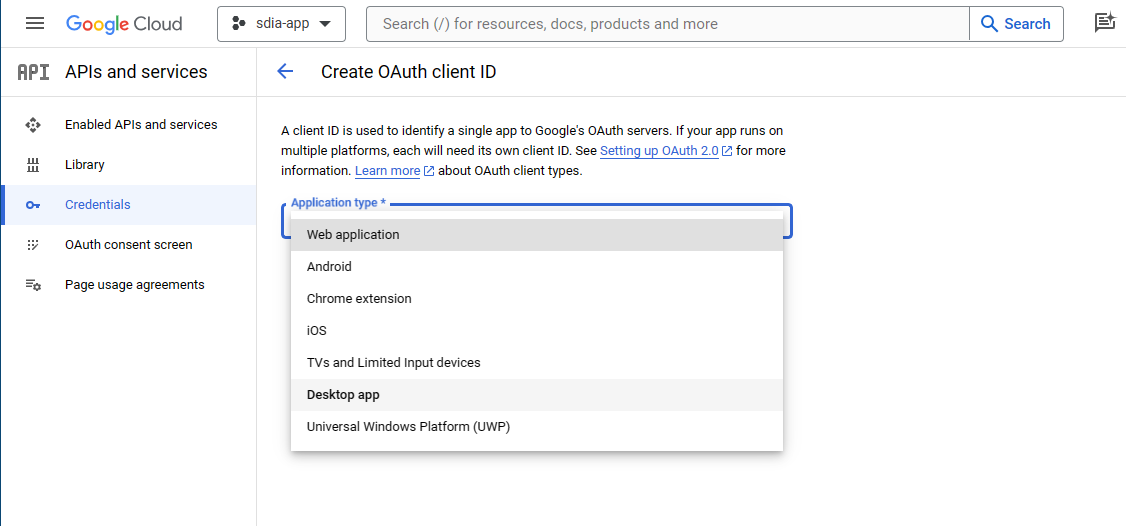 Google Cloud
sdia-app
Search (/) for resources, docs, products and more
Search
API
APIs and services
Create OAuth client ID
Enabled APIs and services
Library
Credentials
OAuth consent screen
Page usage agreements
A client ID is used to identify a single app to Google's OAuth servers. If your app runs on
multiple platforms, each will need its own client ID. See Setting up OAuth 2.0 for more
information. Learn more about OAuth client types.
Application type *
Web application
Android
Chrome extension
iOS
TVs and Limited Input devices
Desktop app
Universal Windows Platform (UWP)